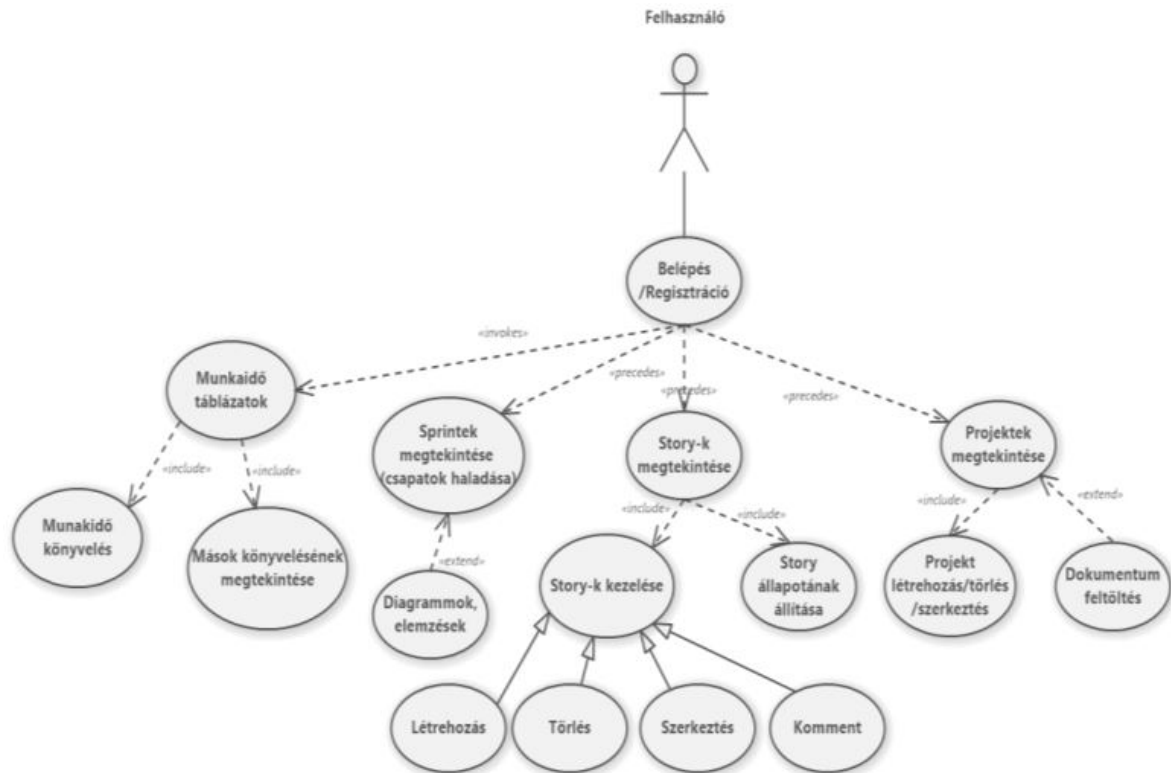 Felhasználó
Belépés
/Regisztráció
«invokes»
«precedes»
«precedes»
«precedes»
Munkaidő
táblázatok
Sprintek
megtekintése
(csapatok haladása)
Story-k
megtekintése
Projektek
megtekintése
«include»
«include»
«include»
«include»
«include»
«extend»
Munakidő
könyvelés
Mások könyvelésének
megtekintése
«extend»
Diagrammok,
elemzések
Story-k kezelése
Story
állapotának
állítása
Projekt
létrehozás/törlés
/szerkeztés
Dokumentum
feltöltés
Létrehozás
Törlés
Szerkeztés
Komment